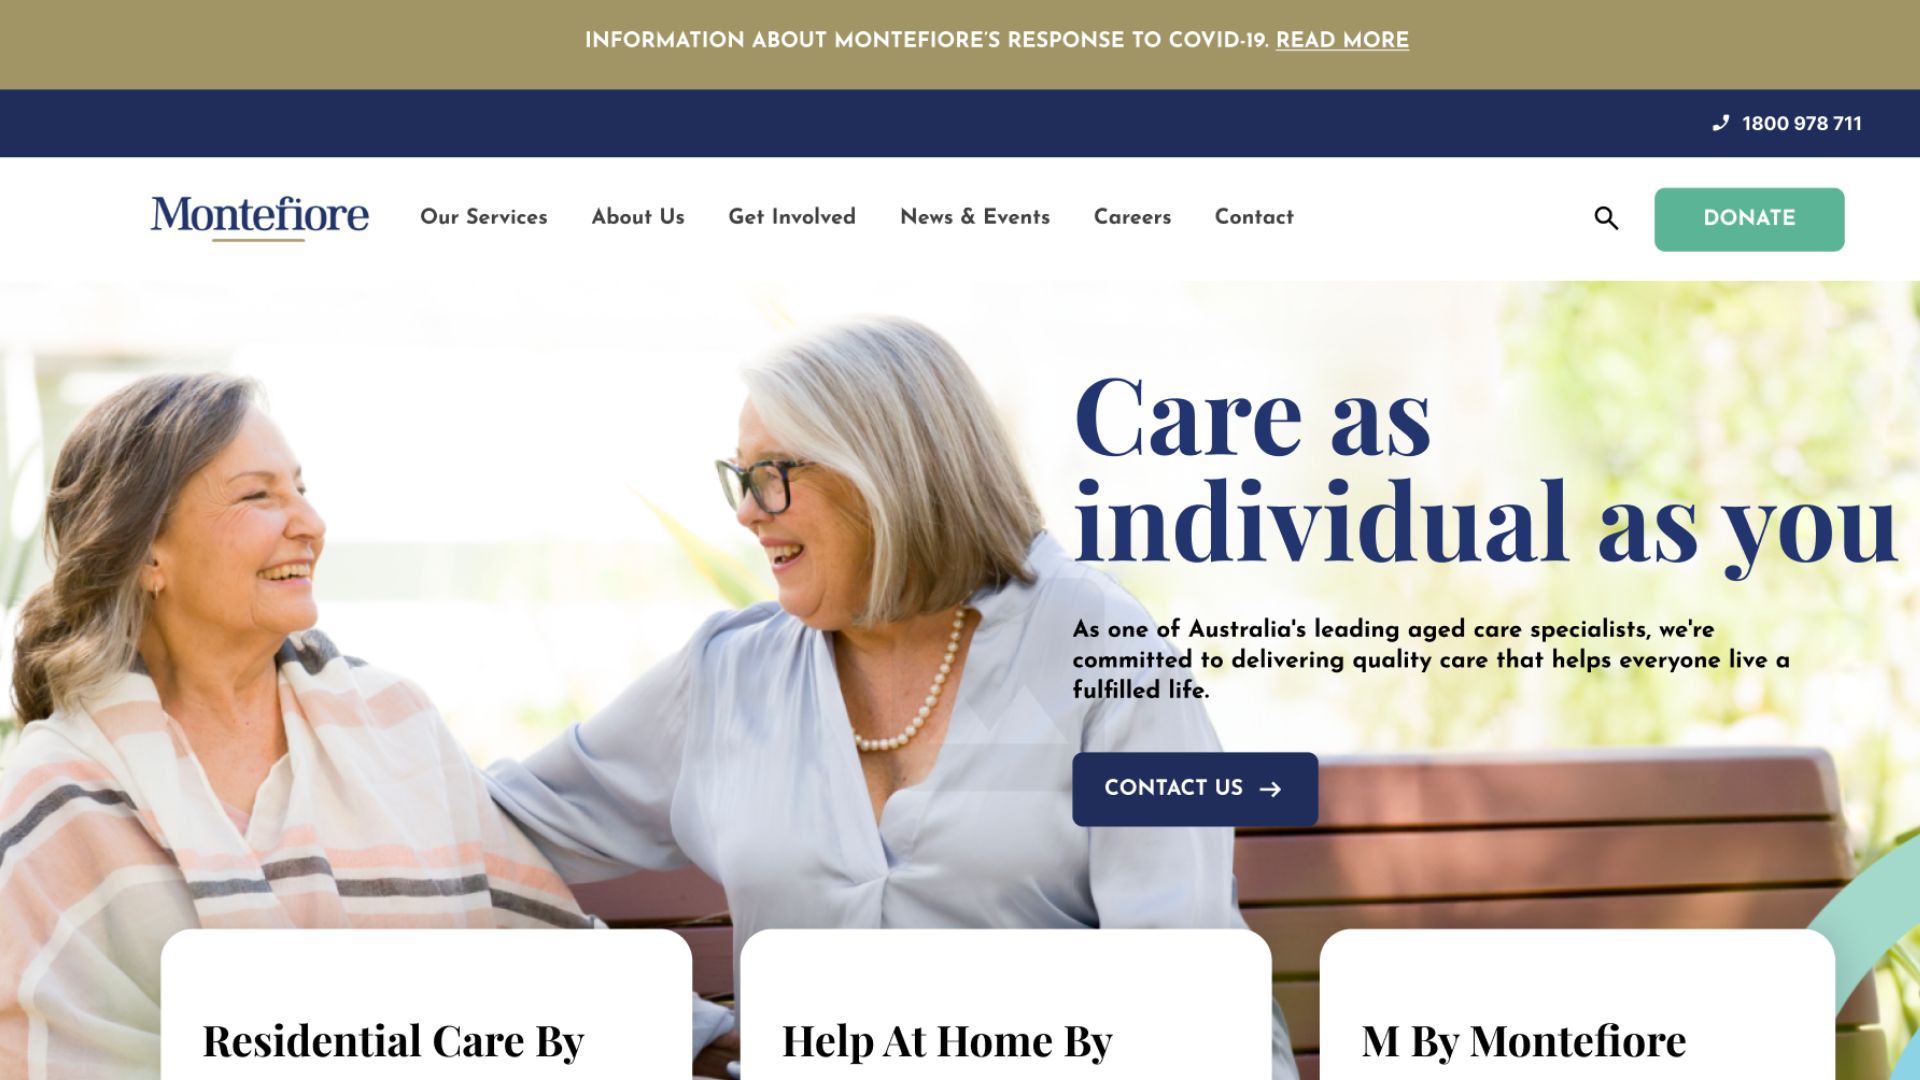 INFORMATION ABOUT MONTEFIORE'S RESPONSE TO COVID-19. READ MORE
1800 978 711
Montefiore
Our Services
About Us
Get Involved
News & Events
Careers
Contact
DONATE
Care as
individual as you
As one of Australia's leading aged care specialists, we're
committed to delivering quality care that helps everyone live a
fulfilled life.
CONTACT US
Residential Care By
Help At Home By
M By Montefiore